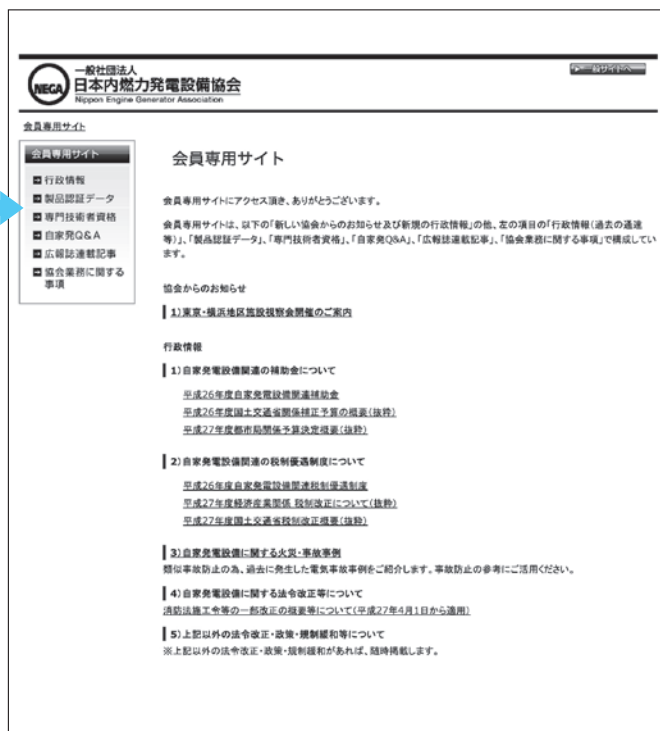 NEGA
一般社団法人
日本内燃力発電設備協会
Nippon Engine Generator Association
一般サイトへ
会員専用サイト
会員専用サイト
行政情報
製品認証データ
専門技術者資格
自家発Q&A
広報誌連載記事
協会業務に関する
事項
会員専用サイト
会員専用サイトにアクセス頂き、ありがとうございます。
会員専用サイトは、以下の「新しい協会からのお知らせ及び新規の行政情報」の他、左の項目の「行政情報(過去の通達
等)」、「製品認証データ」、「専門技術者資格」、「自家発Q&A」、「広報誌連載記事」、「協会業務に関する事項」で構成してい
ます。
協会からのお知らせ
1)東京・横浜地区施設視察会開催のご案内
行政情報
1)自家発電設備関連の補助金について
平成26年度自家発電設備関連補助金
平成26年度国土交通省関係補正予算の概要(抜粋)
平成27年度都市局関係予算決定概要(抜粋)
2)自家発電設備関連の税制優遇制度について
平成26年度自家発電設備関連税制優遇制度
平成27年度経済産業関係 税制改正について(抜粋)
平成27年度国土交通省税制改正概要(抜粋)
3)自家発電設備に関する火災・事故事例
類似事故防止の為、過去に発生した電気事故事例をご紹介します。事故防止の参考にご活用ください。
4)自家発電設備に関する法令改正等について
消防法施工令等の一部改正の概要等について(平成27年4月1日から適用)
5)上記以外の法令改正・政策・規制緩和等について
※上記以外の法令改正・政策・規制緩和があれば、随時掲載します。